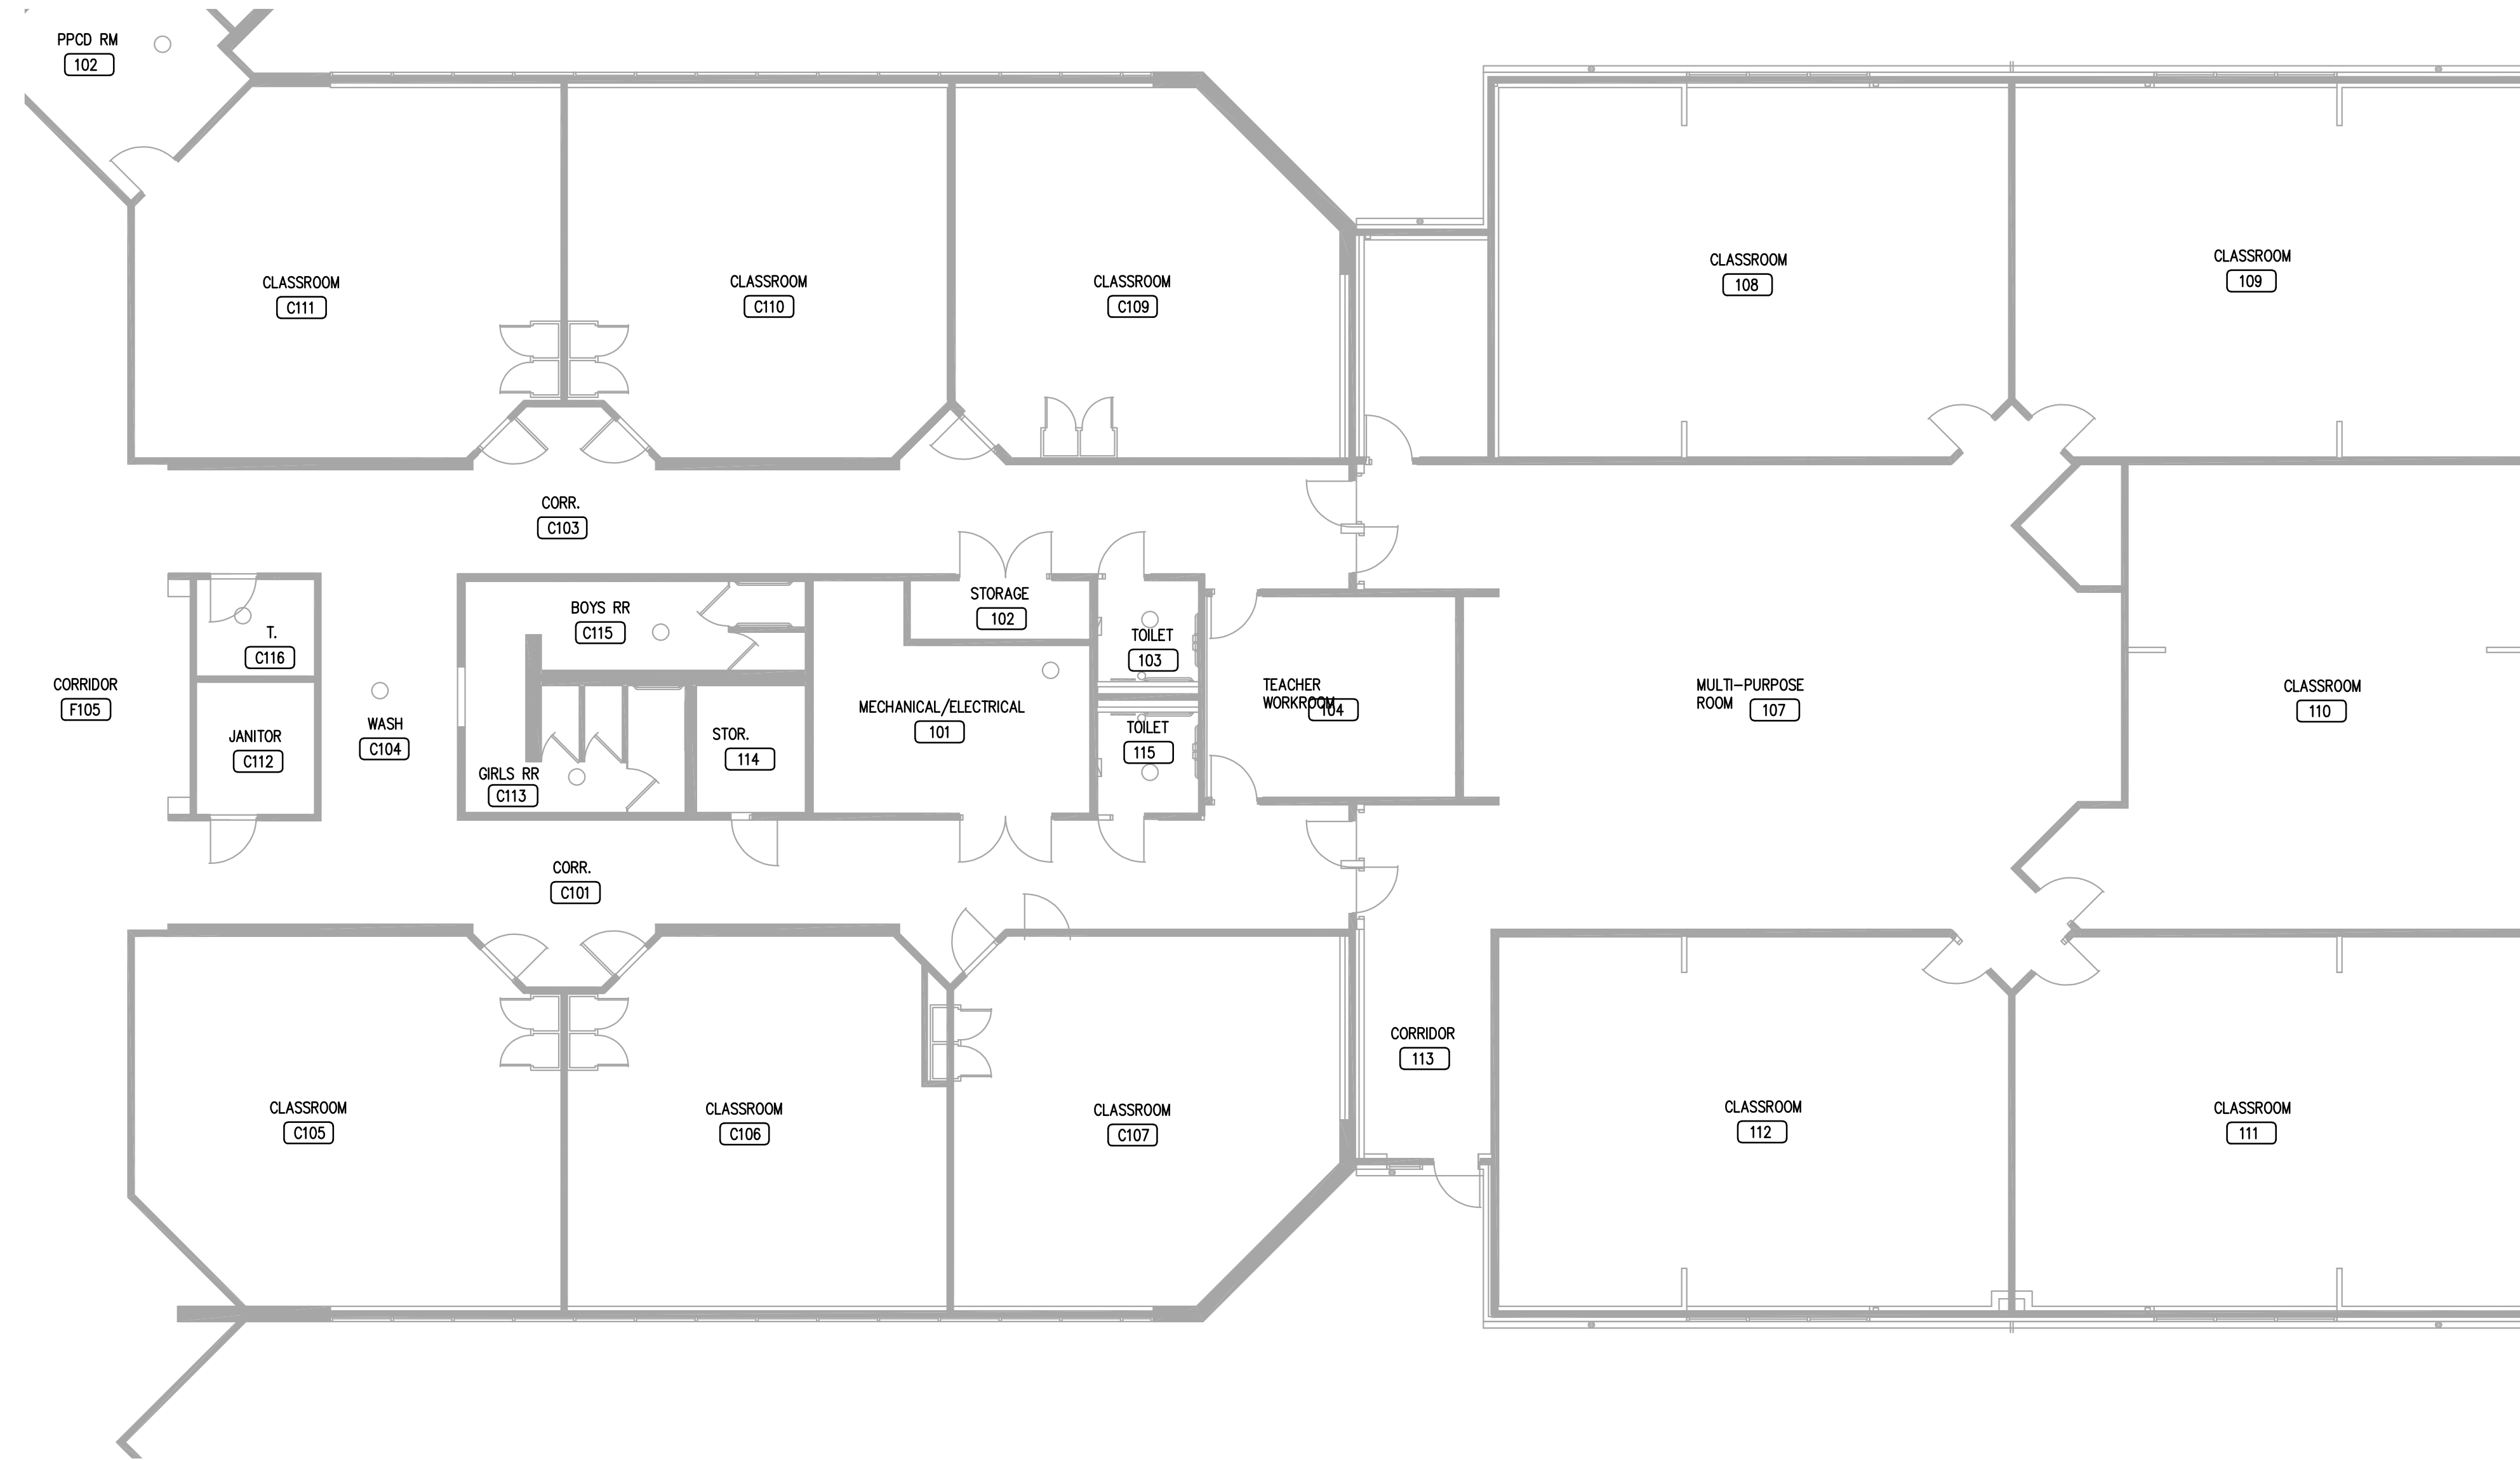 PPCD RM
102
CLASSROOM
C111
CLASSROOM
C110
CLASSROOM
C109
CLASSROOM
108
CLASSROOM
109
CORR.
C103
T.
C116
BOYS RR
C115
STORAGE
102
TOILET
103
CORRIDOR
F105
JANITOR
C112
WASH
C104
GIRLS RR
C113
STOR.
114
MECHANICAL/ELECTRICAL
101
TOILET
115
TEACHER
WORKROOM
104
MULTI-PURPOSE
ROOM
107
CLASSROOM
110
CORR.
C101
CORRIDOR
113
CLASSROOM
C105
CLASSROOM
C106
CLASSROOM
C107
CLASSROOM
112
CLASSROOM
111